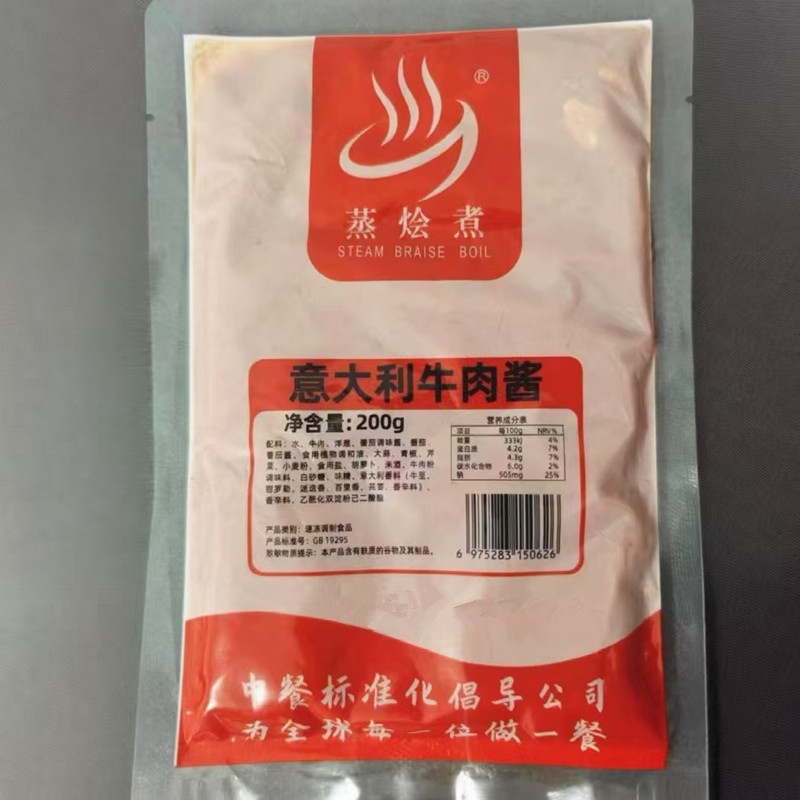 ®
蒸烩煮
STEAM BRAISE BOIL
意大利牛肉酱
净含量:200g
配料:水、牛肉、洋葱、番茄调味酱、番茄、
番茄酱、食用植物调和油、大蒜、青椒、芹
菜、小麦粉、食用盐、胡萝卜、米酒、牛肉粉
调味料、白砂糖、味精、意大利香料(牛至、
甜罗勒、迷迭香、百里香、芫荽、香辛料)、
香辛料、乙酰化双淀粉己二酸酯
产品类别:速冻调制食品
产品标准号:GB 19295
致敏物质提示:本产品含有麸质的谷物及其制品。
营养成分表
项目 每100g NRV%
能量 333kJ 4%
蛋白质 4.2g 7%
脂肪 4.3g 7%
碳水化合物 6.0g 2%
钠 505mg 25%
6 975283 150626
中餐标准化倡导公司
为全球每一位做一餐